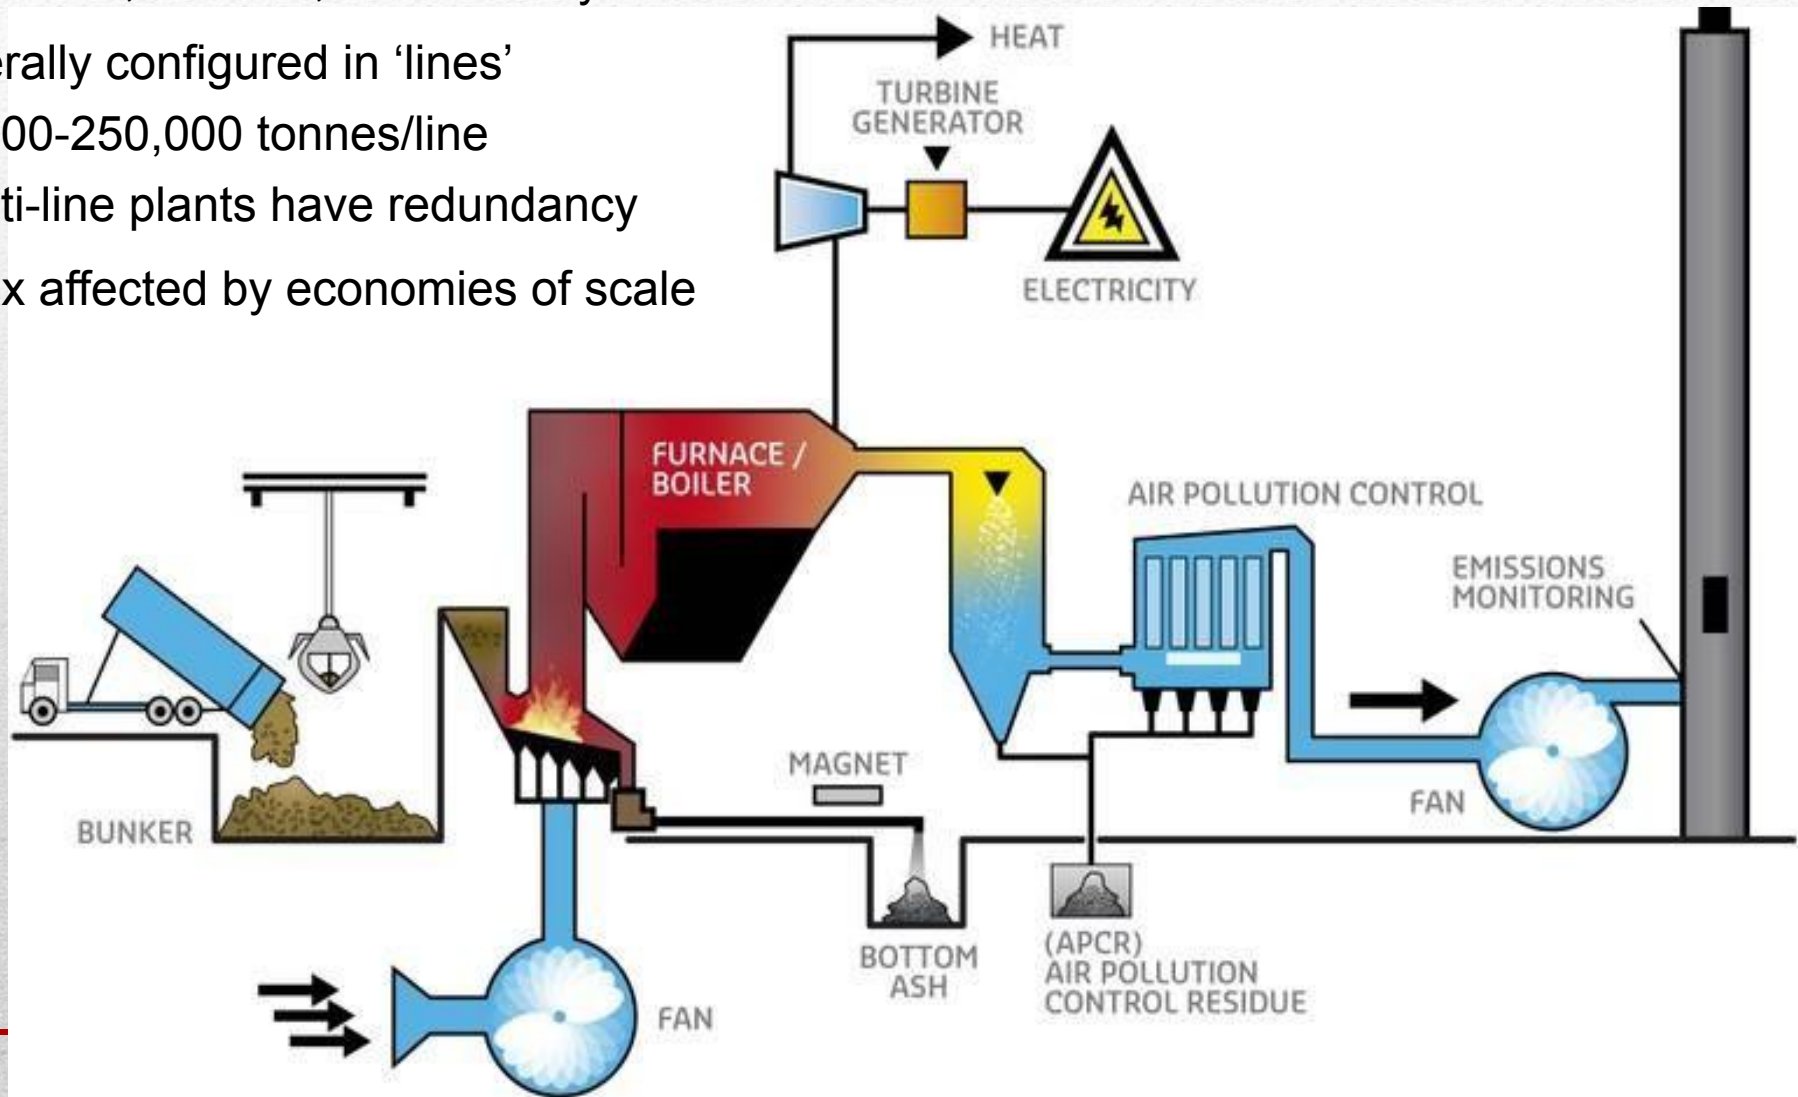 erally configured in ‘lines’
00-250,000 tonnes/line
ti-line plants have redundancy
x affected by economies of scale
HEAT
TURBINE
GENERATOR
ELECTRICITY
FURNACE /
BOILER
AIR POLLUTION CONTROL
EMISSIONS
MONITORING
MAGNET
FAN
BUNKER
BOTTOM
ASH
(APCR)
AIR POLLUTION
CONTROL RESIDUE
FAN